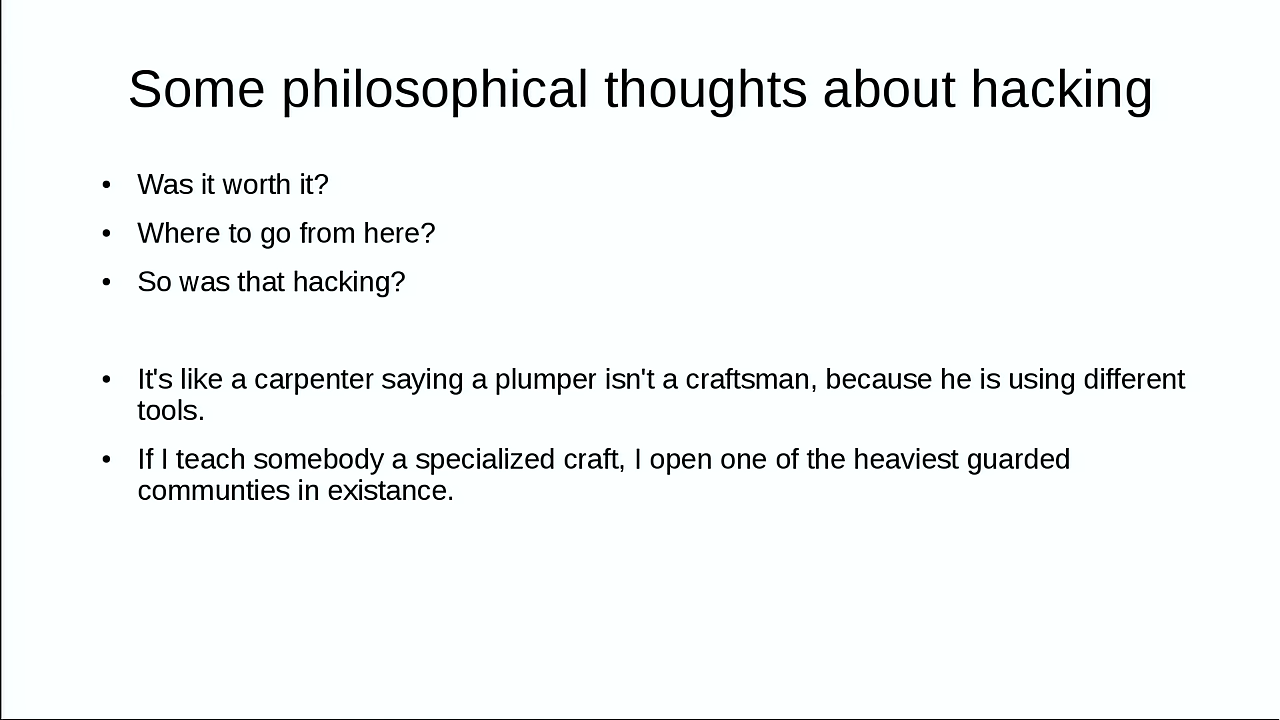 Some philosophical thoughts about hacking
• Was it worth it?
• Where to go from here?
• So was that hacking?
• It's like a carpenter saying a plumper isn't a craftsman, because he is using different
tools.
• If I teach somebody a specialized craft, I open one of the heaviest guarded
communties in existance.